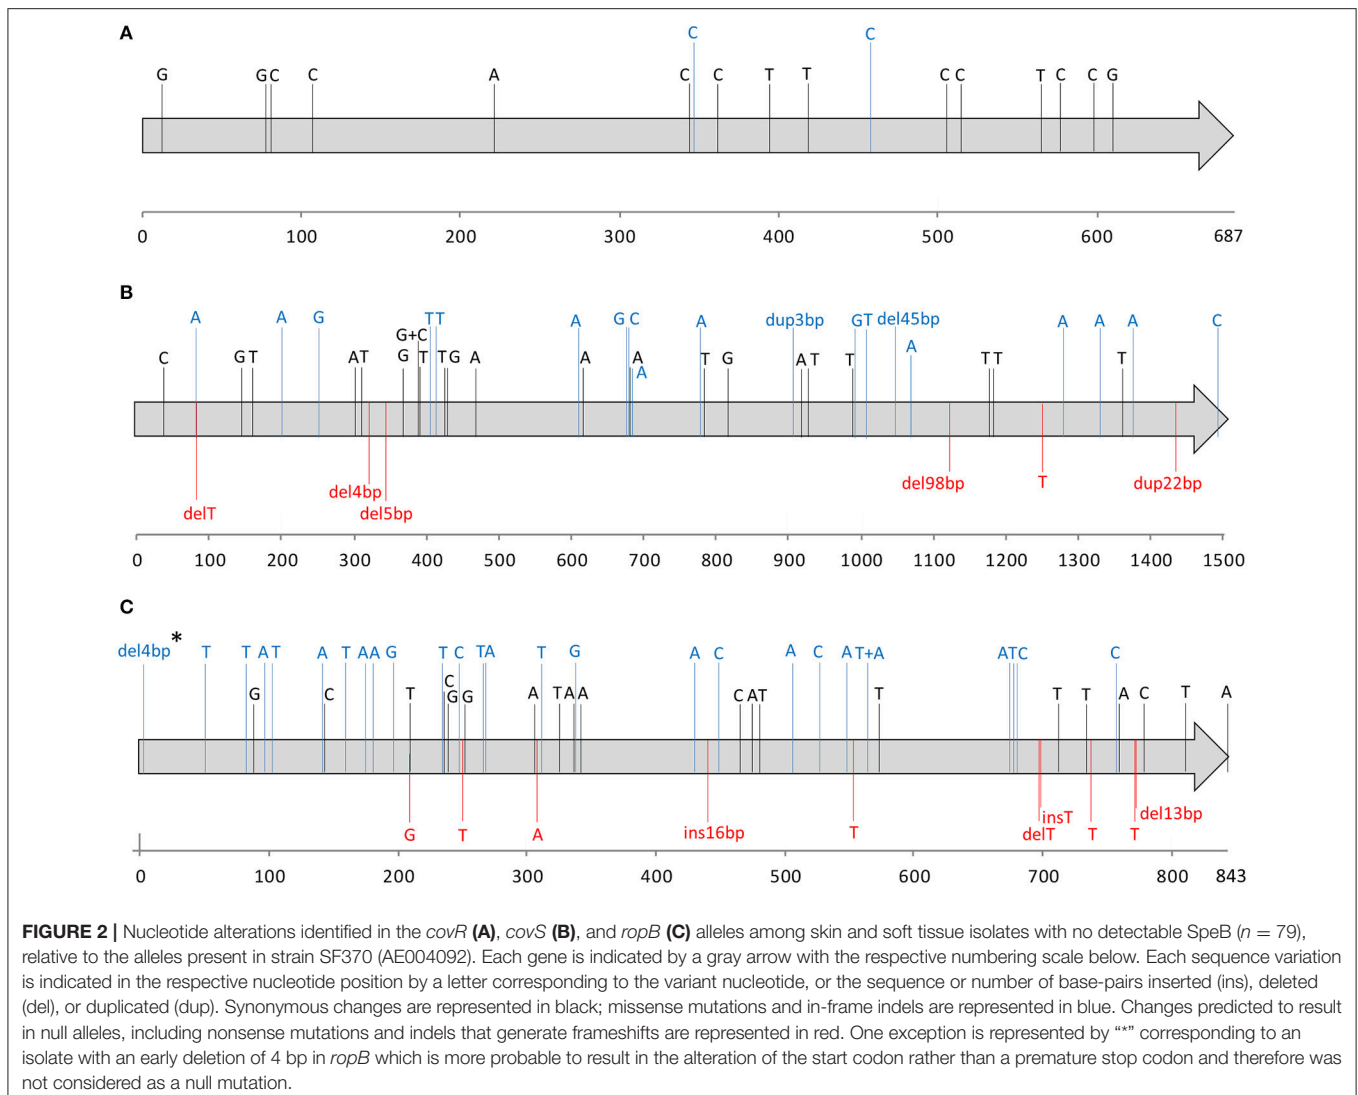 A
C C
G G C C A C C T T C C T C C G
0 100 200 300 400 500 600 687
B
A A G T T A G C A dup3bp G T del45bp A A A C
G+C
A
C G T A T G T T G A A A T G A T T T T T
A
del4bp del98bp T dup22bp
delT del5bp
0 100 200 300 400 500 600 700 800 900 1000 1100 1200 1300 1400 1500
C
del4bp * T T A T A T A A G T C T A T G A C A C A T+A A T C C
C
G C T G G A T A A C A T T T T A C T A
insT del13bp
G T A ins16bp T delT T T
0 100 200 300 400 500 600 700 800 843
FIGURE 2 | Nucleotide alterations identified in the covR (A), covS (B), and ropB (C) alleles among skin and soft tissue isolates with no detectable SpeB (n = 79),
relative to the alleles present in strain SF370 (AE004092). Each gene is indicated by a gray arrow with the respective numbering scale below. Each sequence variation
is indicated in the respective nucleotide position by a letter corresponding to the variant nucleotide, or the sequence or number of base-pairs inserted (ins), deleted
(del), or duplicated (dup). Synonymous changes are represented in black; missense mutations and in-frame indels are represented in blue. Changes predicted to result
in null alleles, including nonsense mutations and indels that generate frameshifts are represented in red. One exception is represented by “*” corresponding to an
isolate with an early deletion of 4 bp in ropB which is more probable to result in the alteration of the start codon rather than a premature stop codon and therefore was
not considered as a null mutation.